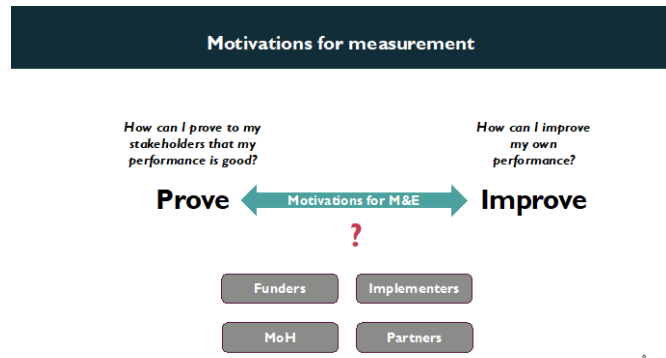 Motivations for measurement
How can I prove to my
stakeholders that my
performance is good?
How can I improve
my own
performance?
Prove
Motivations for M&E
Improve
?
Funders
Implementers
MoH
Partners